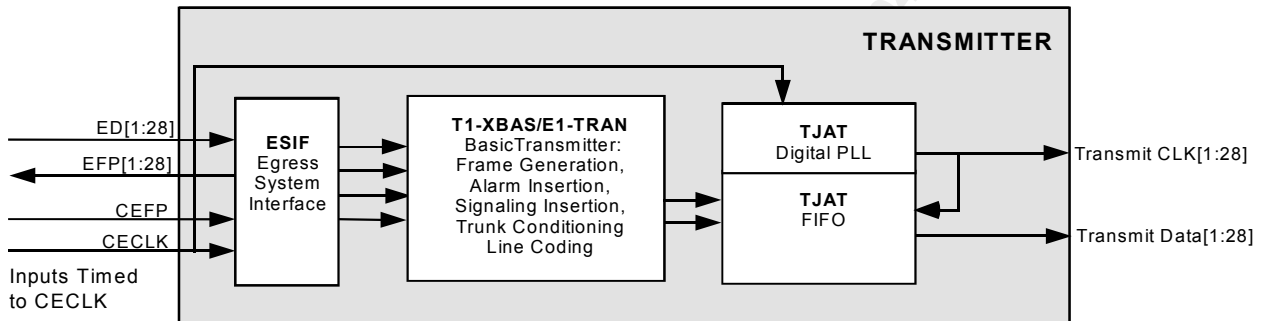 TRANSMITTER
ED[1:28]
EFP[1:28]
CEFP
CECLK
Inputs Timed
to CECLK
ESIF
Egress
System
Interface
T1-XBAS/E1-TRAN
BasicTransmitter:
Frame Generation,
Alarm Insertion,
Signaling Insertion,
Trunk Conditioning
Line Coding
TJAT
Digital PLL
TJAT
FIFO
Transmit CLK[1:28]
Transmit Data[1:28]